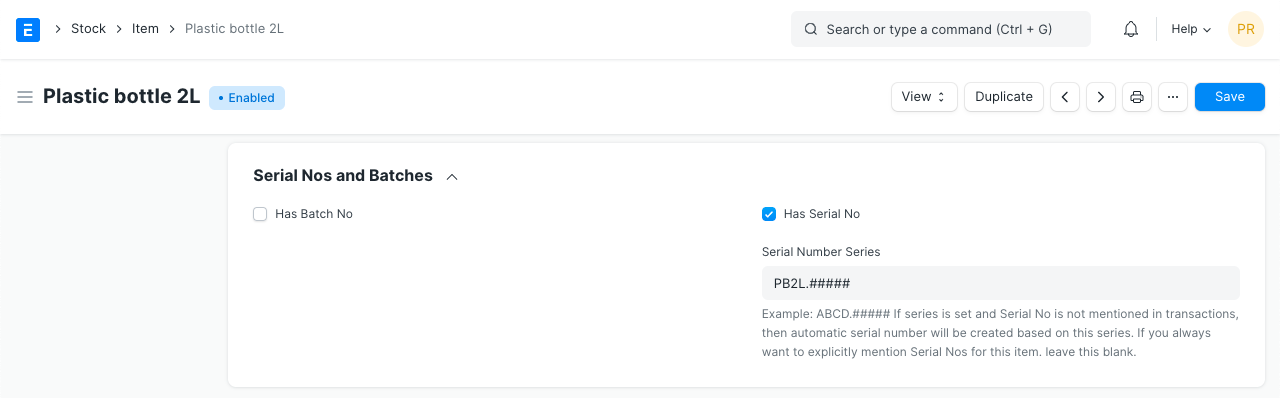 E > Stock > Item > Plastic bottle 2L Search or type a command (Ctrl + G) Help PR
Plastic bottle 2L • Enabled View Duplicate ... Save
Serial Nos and Batches
Has Batch No
Has Serial No
Serial Number Series
PB2L.#####
Example: ABCD.##### If series is set and Serial No is not mentioned in transactions,
then automatic serial number will be created based on this series. If you always
want to explicitly mention Serial Nos for this item. leave this blank.